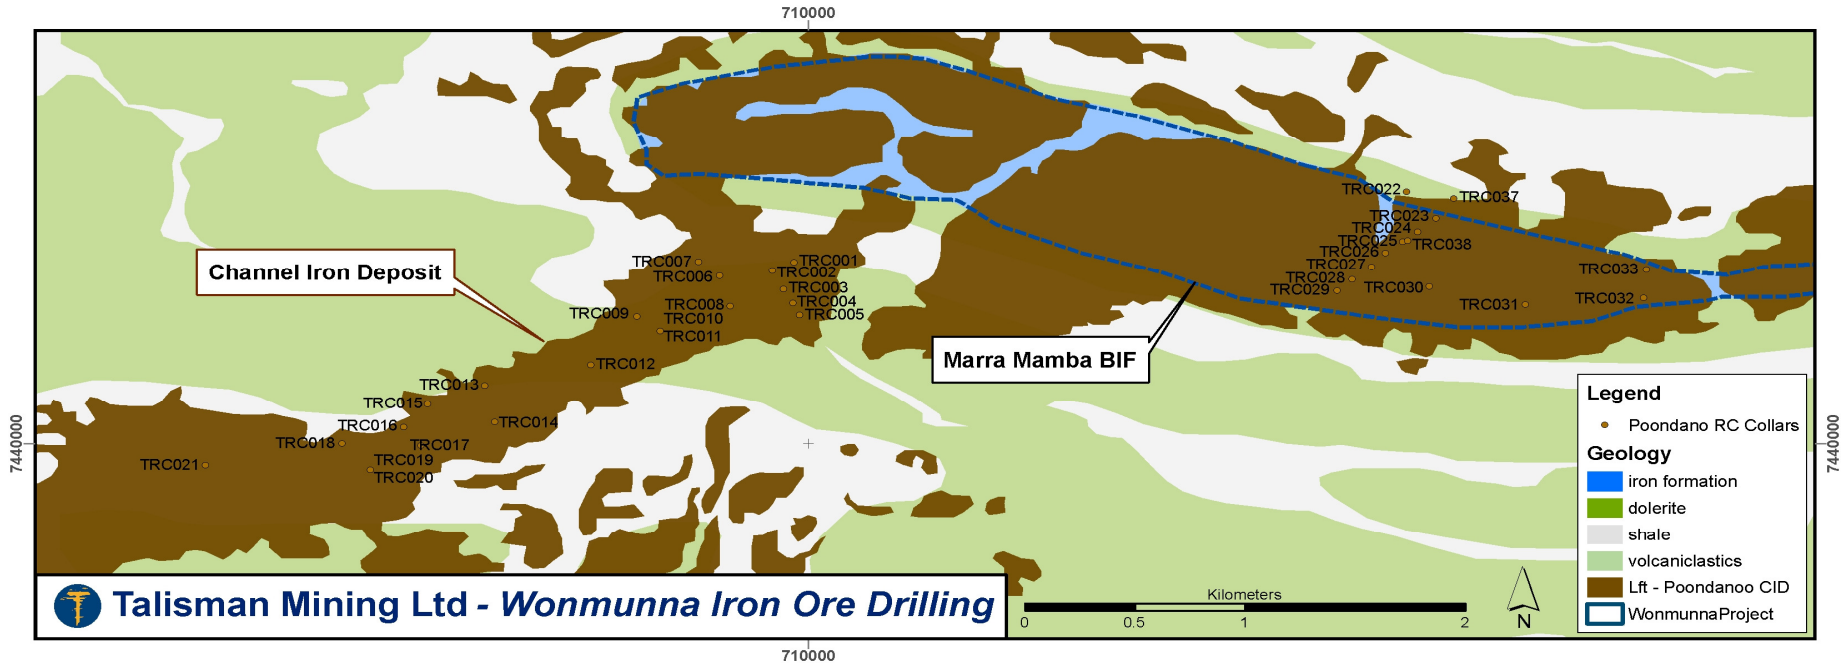 710000
TRC022
TRC037
TRC023
TRC024
TRC025
TRC038
TRC026
TRC007
TRC001
TRC027
TRC002
TRC033
Channel Iron Deposit
TRC006
TRC028
TRC003
TRC030
TRC029
TRC008
TRC004
TRC032
TRC031
TRC009
TRC010
TRC005
TRC011
Marra Mamba BIF
TRC012
TRC013
Legend
TRC015
TRC014
TRC016
Poondano RC Collars
7440000
7440000
TRC018
TRC017
Geology
TRC021
TRC019
TRC020
iron formation
dolerite
shale
volcaniclastics
Lft - Poondanoo CID
WonmunnaProject
Talisman Mining Ltd - Wonmunna Iron Ore Drilling
Kilometers
0 0.5 1 2
N
710000